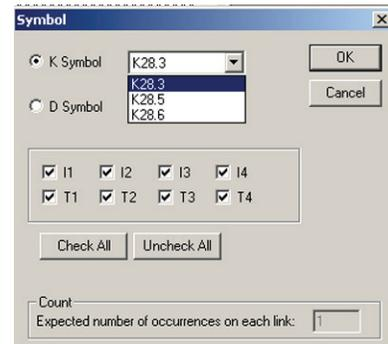 Symbol
K Symbol K28.3 OK
K28.3
K28.5
K28.6
Cancel
D Symbol
I1 I2 I3 I4
T1 T2 T3 T4
Check All Uncheck All
Count
Expected number of occurrences on each link: 1